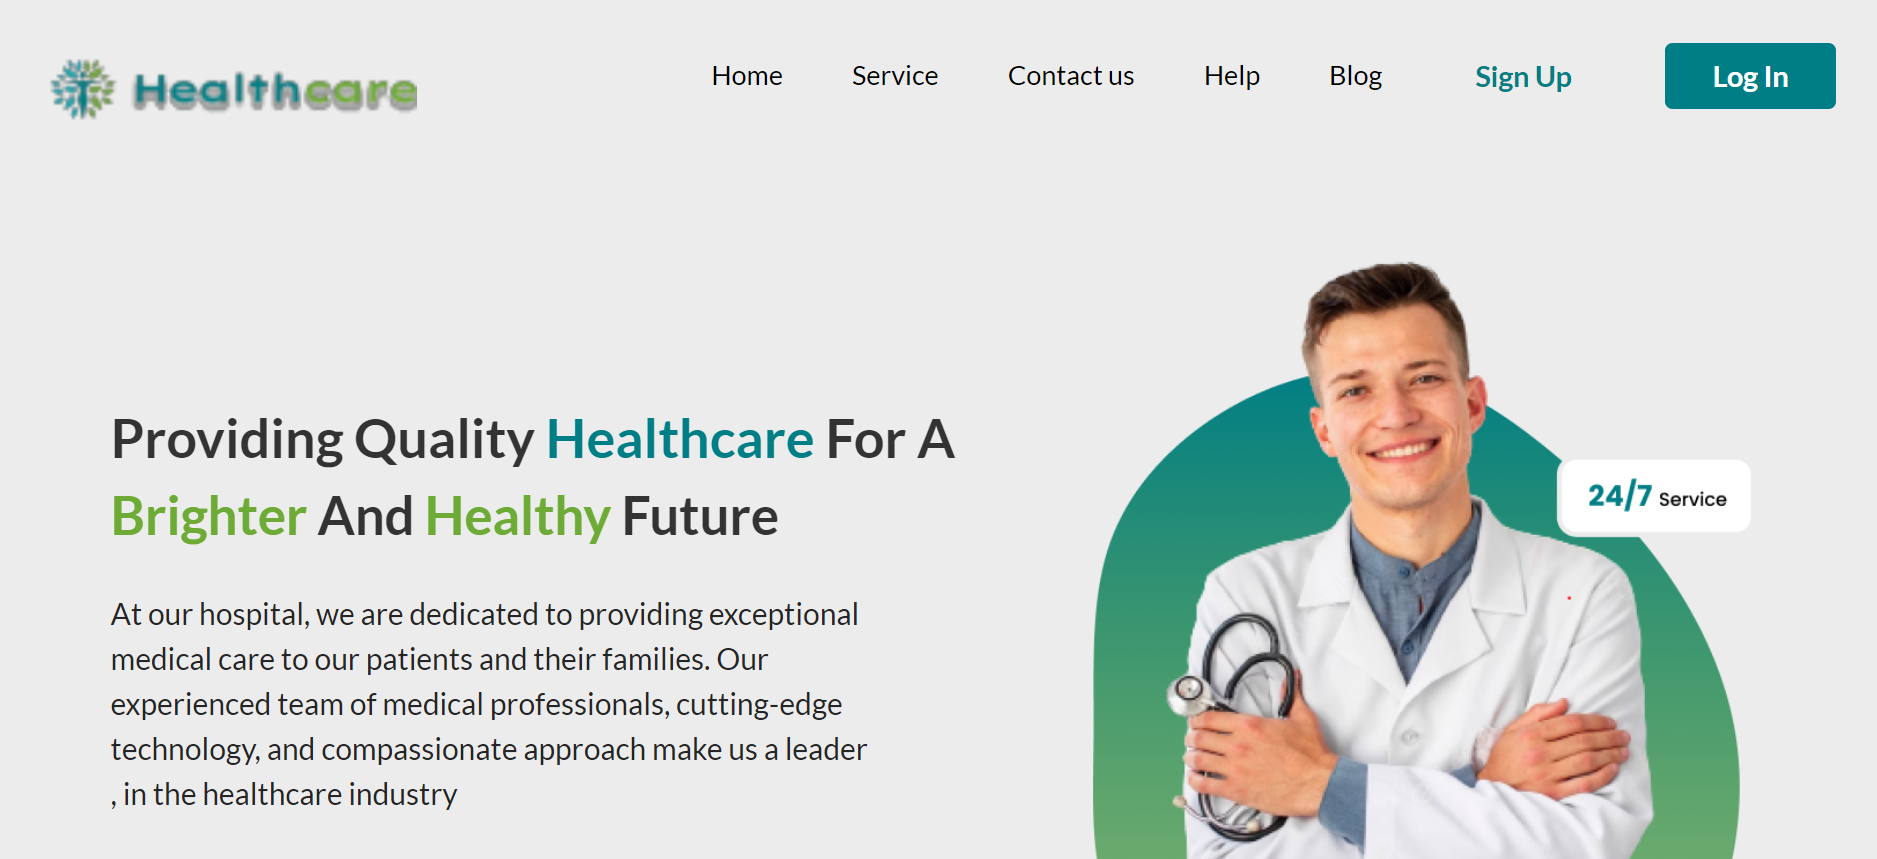 Healthcare
Home Service Contact us Help Blog Sign Up Log In
Providing Quality Healthcare For A
Brighter And Healthy Future
24/7 Service
At our hospital, we are dedicated to providing exceptional
medical care to our patients and their families. Our
experienced team of medical professionals, cutting-edge
technology, and compassionate approach make us a leader
, in the healthcare industry